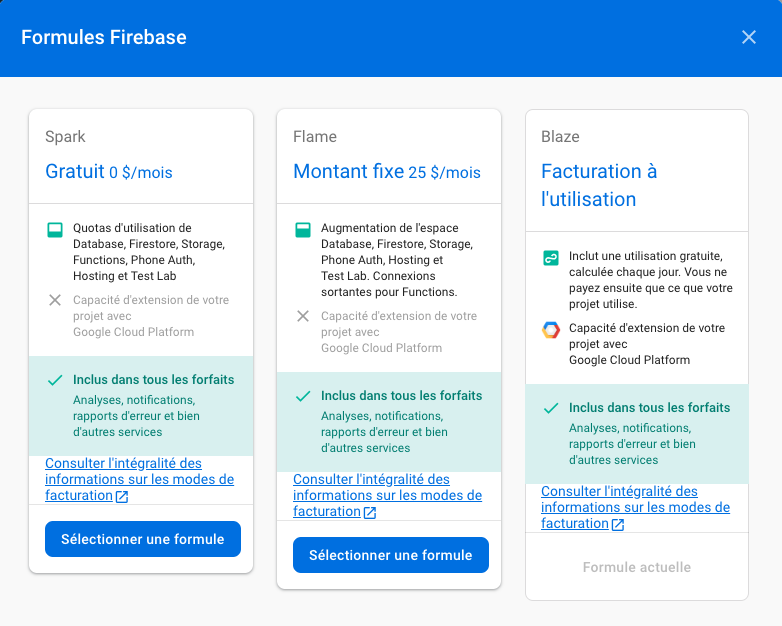 Formules Firebase
Spark
Gratuit 0 $/mois
Quotas d'utilisation de
Database, Firestore, Storage,
Functions, Phone Auth,
Hosting et Test Lab
Capacité d'extension de votre
projet avec
Google Cloud Platform
Inclus dans tous les forfaits
Analyses, notifications,
rapports d'erreur et bien
d'autres services
Consulter l'intégralité des
informations sur les modes de
facturation
Sélectionner une formule
Flame
Montant fixe 25 $/mois
Augmentation de l'espace
Database, Firestore, Storage,
Phone Auth, Hosting et
Test Lab. Connexions
sortantes pour Functions.
Capacité d'extension de votre
projet avec
Google Cloud Platform
Inclus dans tous les forfaits
Analyses, notifications,
rapports d'erreur et bien
d'autres services
Consulter l'intégralité des
informations sur les modes de
facturation
Sélectionner une formule
Blaze
Facturation à
l'utilisation
Inclut une utilisation gratuite,
calculée chaque jour. Vous ne
payez ensuite que ce que votre
projet utilise.
Capacité d'extension de votre
projet avec
Google Cloud Platform
Inclus dans tous les forfaits
Analyses, notifications,
rapports d'erreur et bien
d'autres services
Consulter l'intégralité des
informations sur les modes de
facturation
Formule actuelle